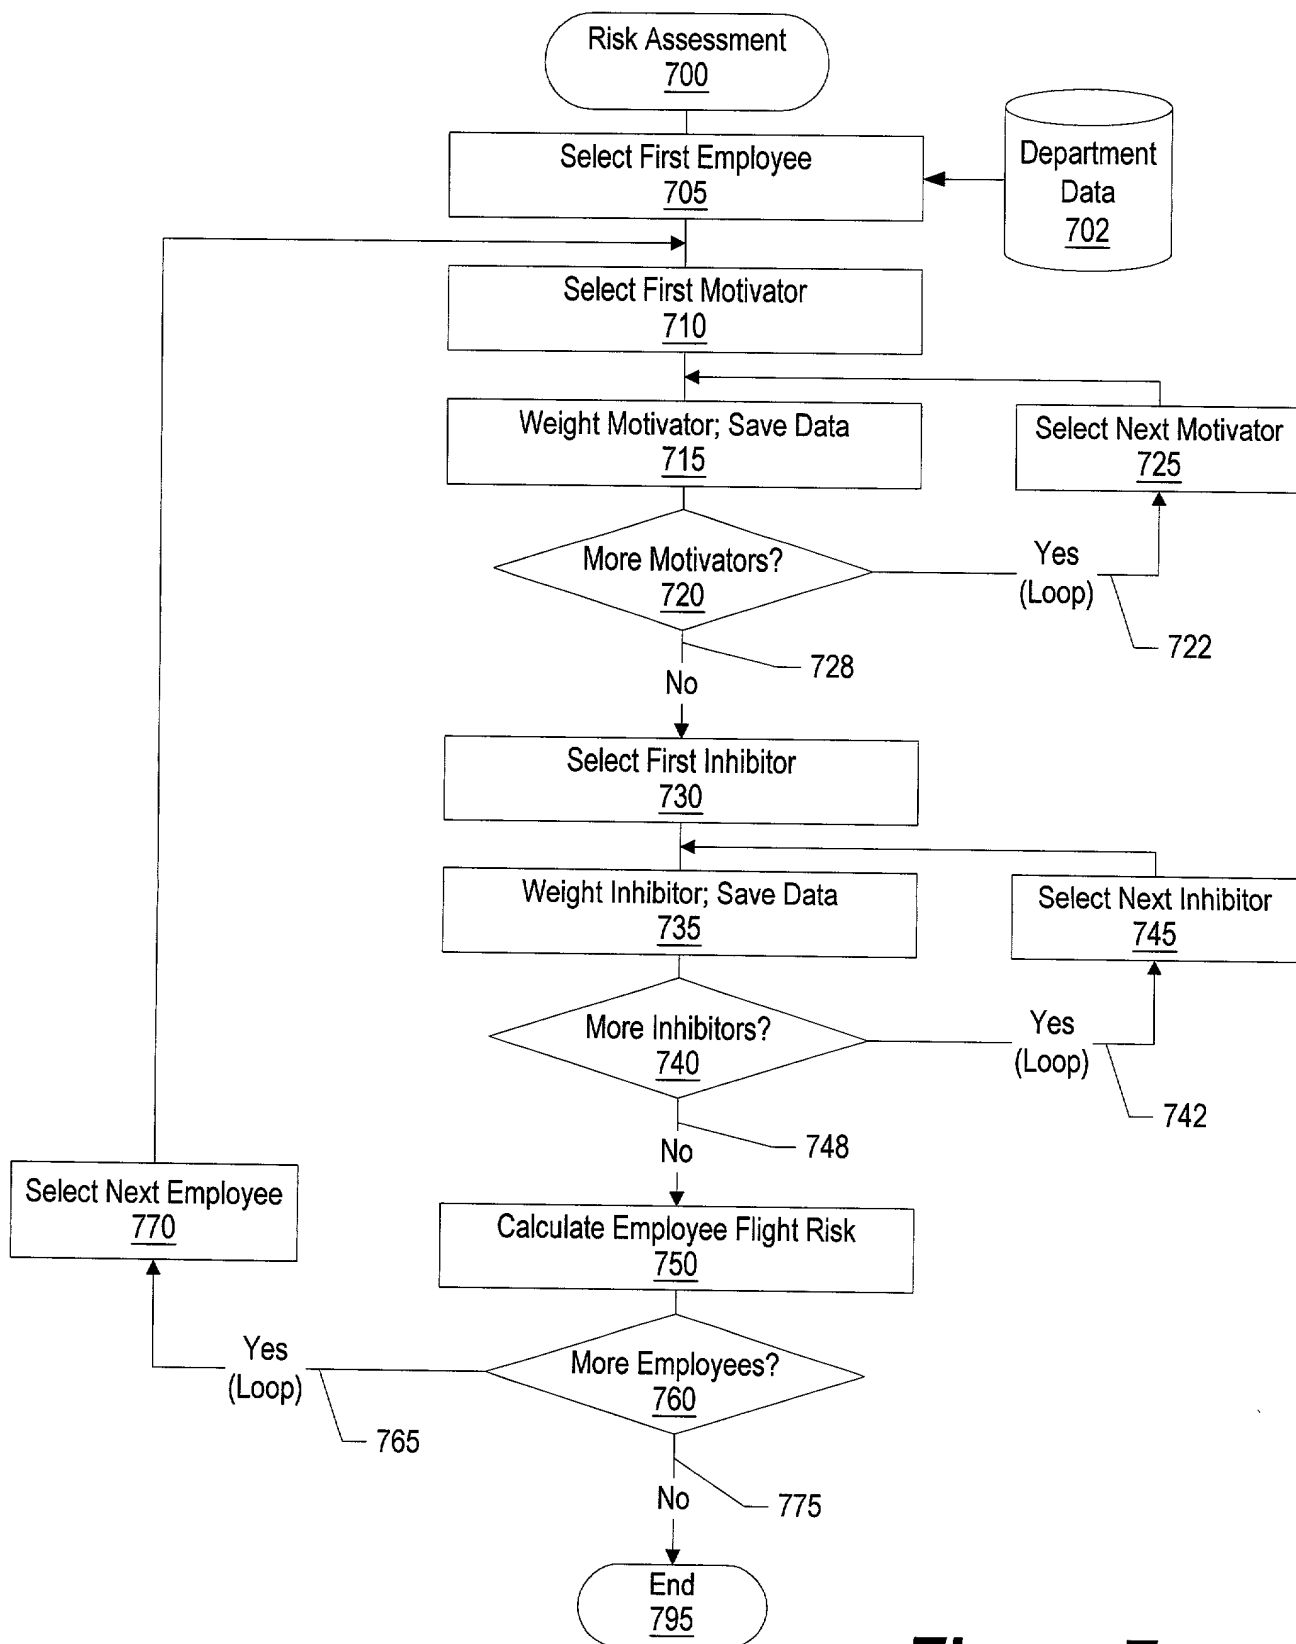 Risk Assessment
700
Department
Data
702
Select First Employee
705
Select First Motivator
710
Weight Motivator; Save Data
715
Select Next Motivator
725
More Motivators?
720
Yes
(Loop)
722
728
No
Select First Inhibitor
730
Weight Inhibitor; Save Data
735
Select Next Inhibitor
745
More Inhibitors?
740
Yes
(Loop)
742
748
No
Select Next Employee
770
Calculate Employee Flight Risk
750
More Employees?
760
Yes
(Loop)
765
775
No
End
795